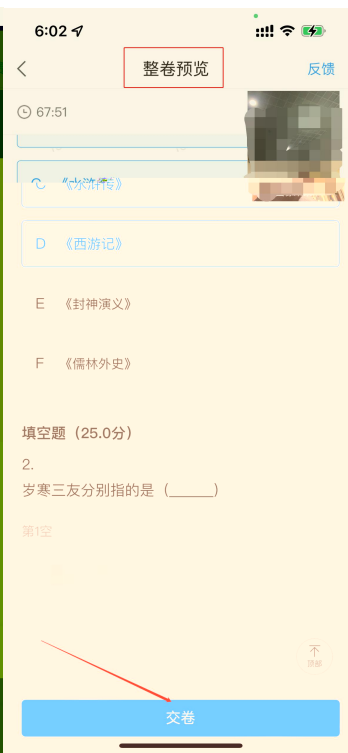 6:02
整卷预览
反馈
67:51
C 《水浒传》
D 《西游记》
E 《封神演义》
F 《儒林外史》
填空题（25.0分）
2.
岁寒三友分别指的是（______）
第1空
顶部
交卷